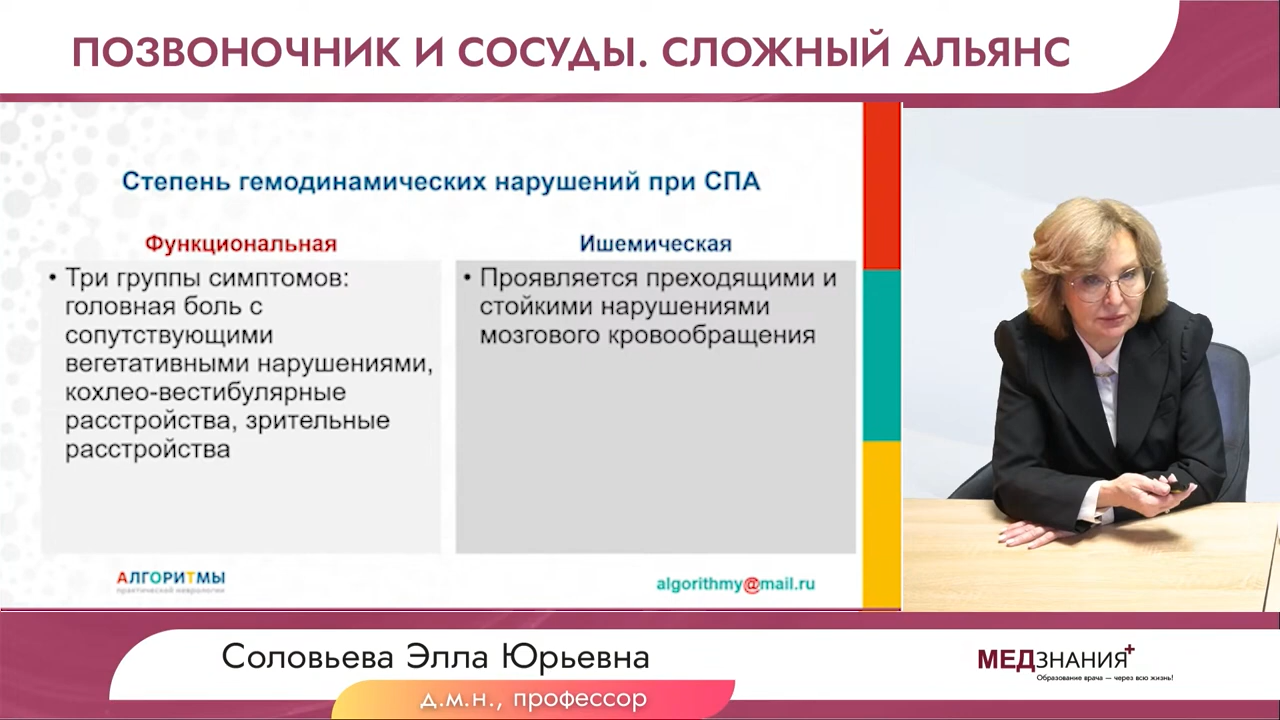 ПОЗВОНОЧНИК И СОСУДЫ. СЛОЖНЫЙ АЛЬЯНС
Степень гемодинамических нарушений при СПА
Функциональная
• Три группы симптомов:
головная боль с
сопутствующими
вегетативными нарушениями,
кохлео-вестибулярные
расстройства, зрительные
расстройства
Ишемическая
• Проявляется преходящими и
стойкими нарушениями
мозгового кровообращения
АЛГОРИТМЫ
практической неврологии
algorithmy@mail.ru
Соловьева Элла Юрьевна
д.м.н., профессор
МЕДЗНАНИЯ+
Образование врача — через всю жизнь!